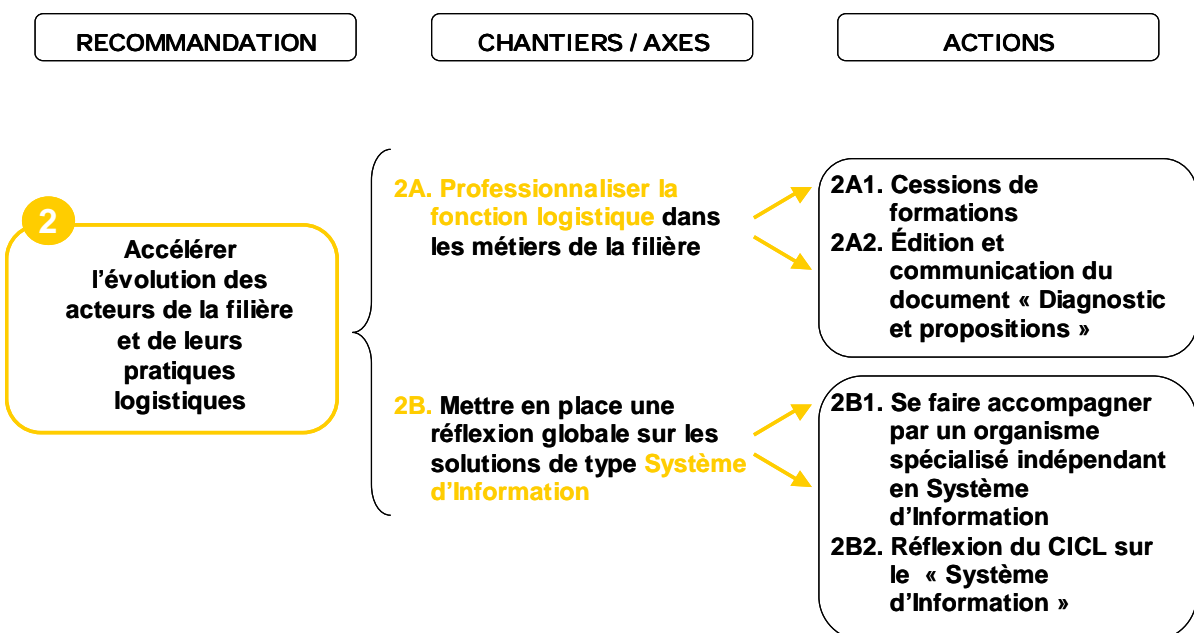 RECOMMANDATION
CHANTIERS / AXES
ACTIONS
2
Accélérer
l’évolution des
acteurs de la filière
et de leurs
pratiques
logistiques
2A. Professionnaliser la
fonction logistique dans
les métiers de la filière
2B. Mettre en place une
réflexion globale sur les
solutions de type Système
d’Information
2A1. Cessions de
formations
2A2. Édition et
communication du
document « Diagnostic
et propositions »
2B1. Se faire accompagner
par un organisme
spécialisé indépendant
en Système
d’Information
2B2. Réflexion du CICL sur
le « Système
d’Information »